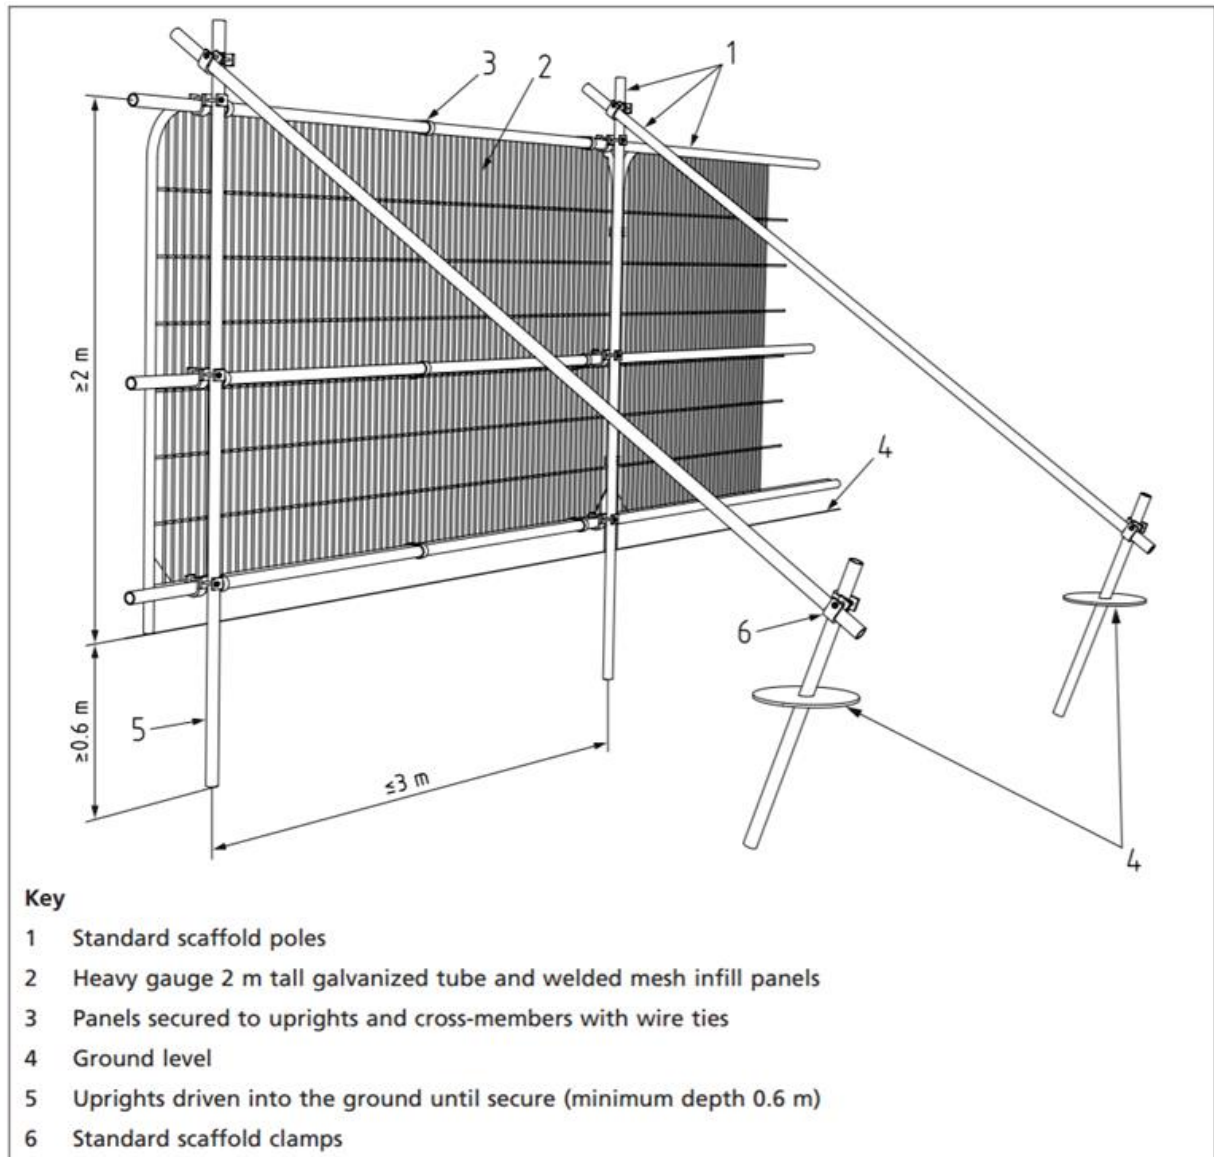 1
3
2
≥2 m
4
6
5
≥0.6 m
≤3 m
4
Key
1 Standard scaffold poles
2 Heavy gauge 2 m tall galvanized tube and welded mesh infill panels
3 Panels secured to uprights and cross-members with wire ties
4 Ground level
5 Uprights driven into the ground until secure (minimum depth 0.6 m)
6 Standard scaffold clamps